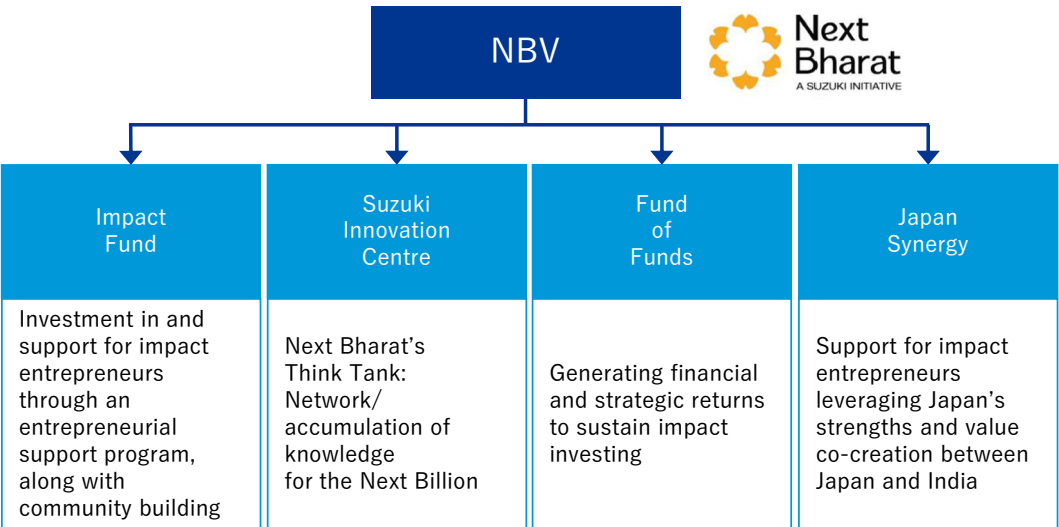 NBV
Next
Bharat
A SUZUKI INITIATIVE
Impact
Fund
Suzuki
Innovation
Centre
Fund
of
Funds
Japan
Synergy
Investment in and
support for impact
entrepreneurs
through an
entrepreneurial
support program,
along with
community building
Next Bharat’s
Think Tank:
Network/
accumulation of
knowledge
for the Next Billion
Generating financial
and strategic returns
to sustain impact
investing
Support for impact
entrepreneurs
leveraging Japan’s
strengths and value
co-creation between
Japan and India